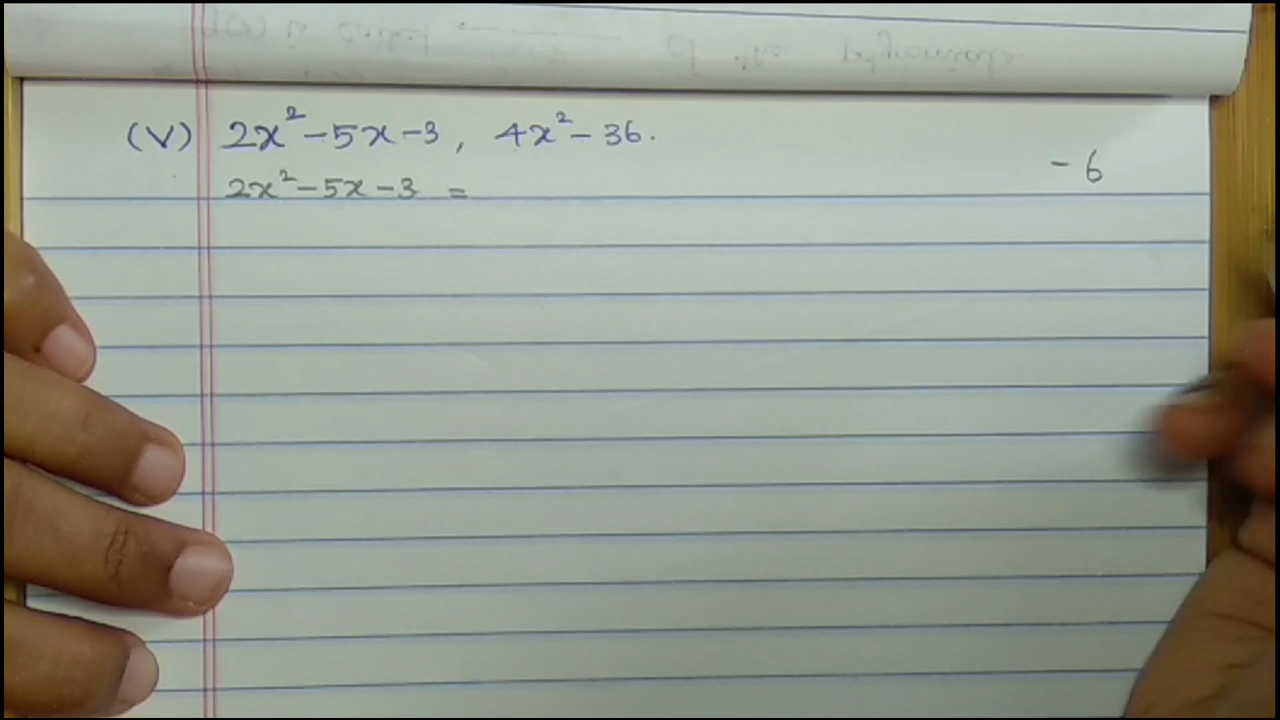 (V) 2x² - 5x - 3, 4x² - 36.
2x² - 5x - 3 =
- 6